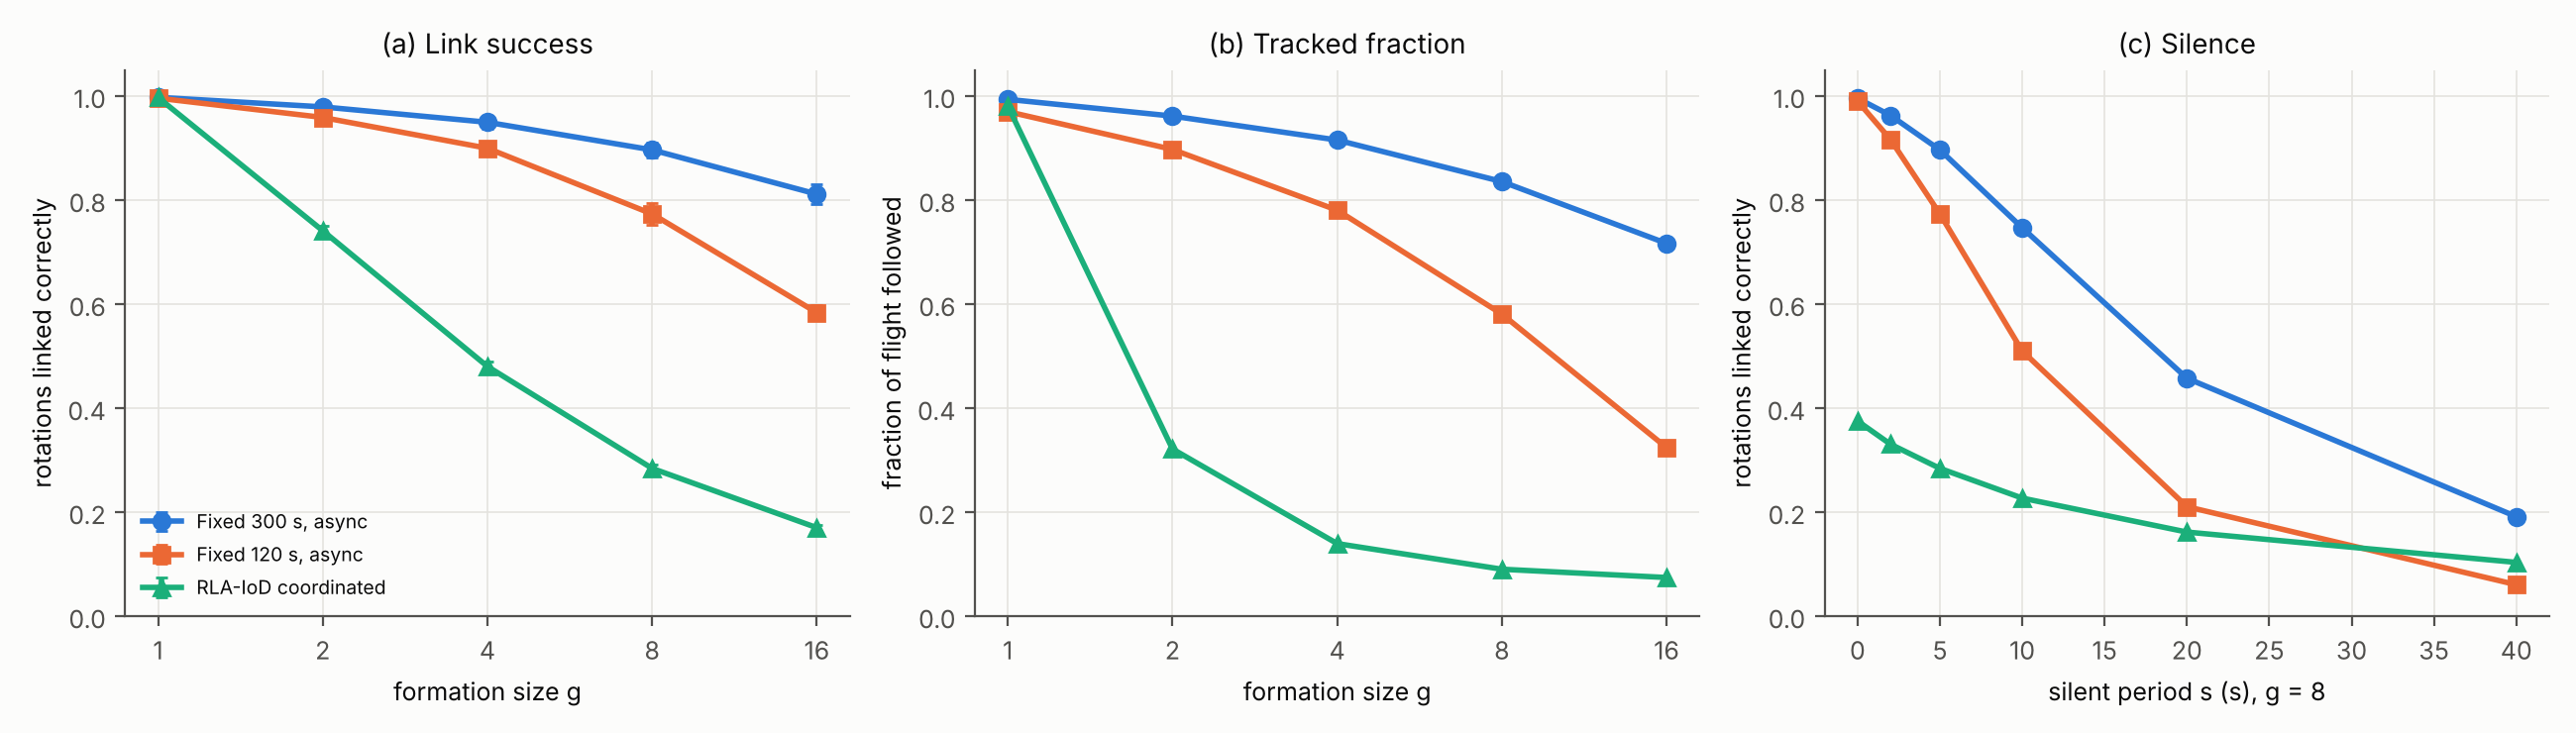 (a) Link success
rotations linked correctly
1.0
0.8
0.6
0.4
0.2
0.0
Fixed 300 s, async
Fixed 120 s, async
RLA-IoD coordinated
1 2 4 8 16
formation size g
(b) Tracked fraction
fraction of flight followed
1.0
0.8
0.6
0.4
0.2
0.0
1 2 4 8 16
formation size g
(c) Silence
rotations linked correctly
1.0
0.8
0.6
0.4
0.2
0.0
0 5 10 15 20 25 30 35 40
silent period s (s), g = 8